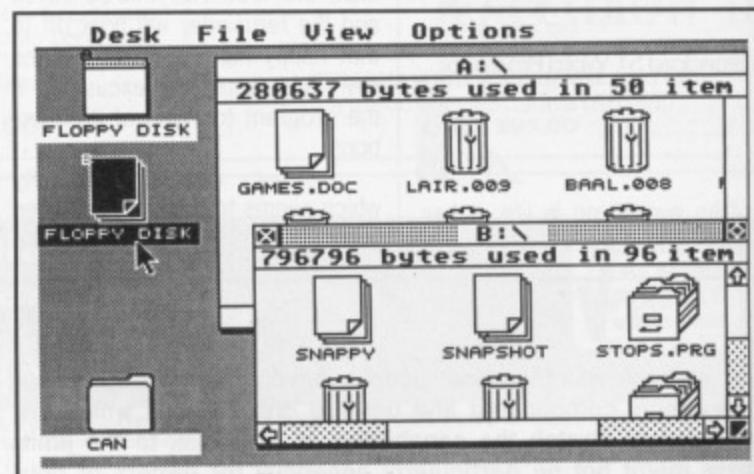 Desk File View Options
A:\
280637 bytes used in 50 item
FLOPPY DISK
GAMES.DOC LAIR.009 BAAL.008
FLOPPY DISK
B:\
796796 bytes used in 96 item
SNAPPY SNAPSHOT STOPS.PRG
CAN